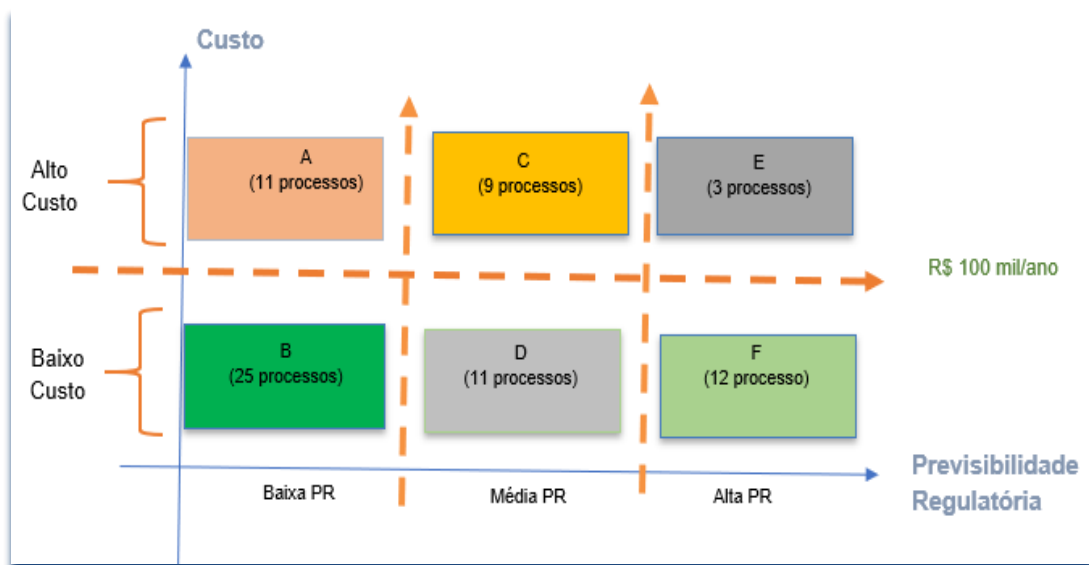 Custo
Alto
Custo
A
(11 processos)
C
(9 processos)
E
(3 processos)
R$ 100 mil/ano
Baixo
Custo
B
(25 processos)
D
(11 processos)
F
(12 processo)
Baixa PR
Média PR
Alta PR
Previsibilidade
Regulatória